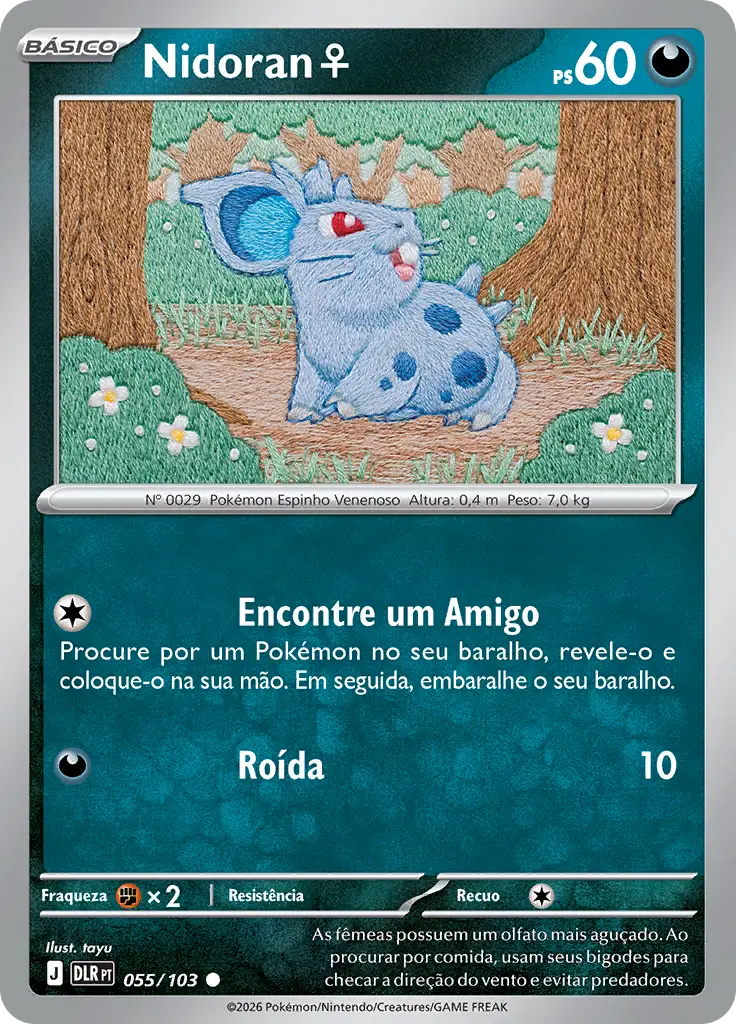 BÁSICO
Nidoran♀
PS60
Nº 0029 Pokémon Espinho Venenoso Altura: 0,4 m Peso: 7,0 kg
Encontre um Amigo
Procure por um Pokémon no seu baralho, revele-o e
coloque-o na sua mão. Em seguida, embaralhe o seu baralho.
Roída 10
Fraqueza ×2 Resistência Recuo
Ilust. tayu
As fêmeas possuem um olfato mais aguçado. Ao
procurar por comida, usam seus bigodes para
checar a direção do vento e evitar predadores.
J DLR PT 055/103
©2026 Pokémon/Nintendo/Creatures/GAME FREAK